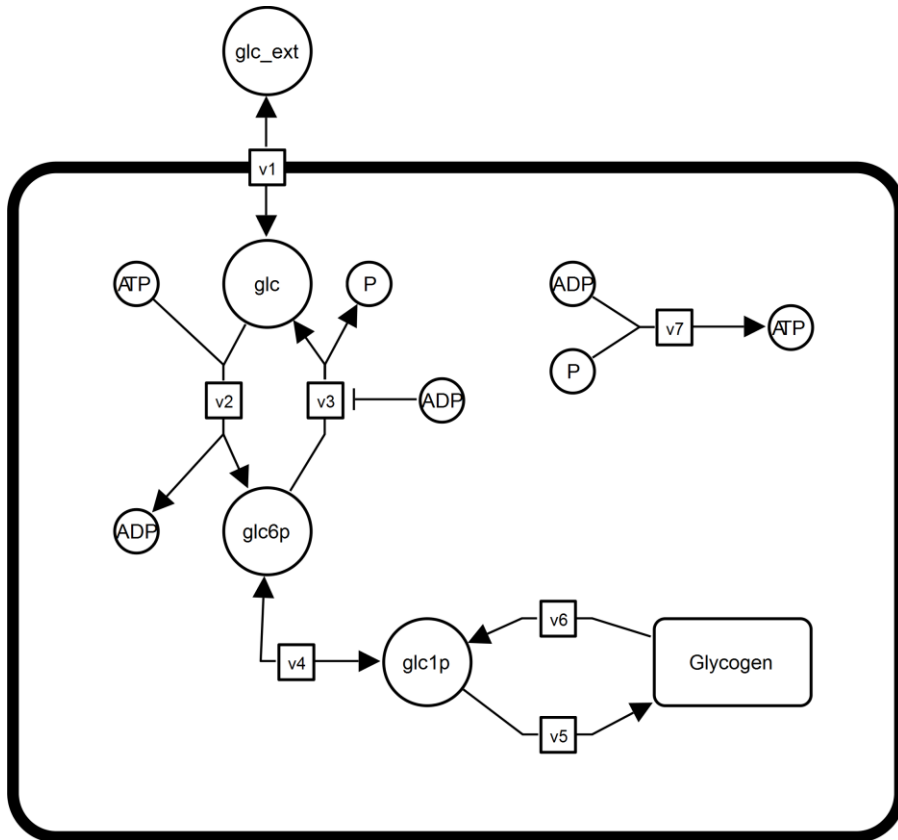 glc_ext
v1
ATP
glc
P
ADP
v7
ATP
P
v2
v3
ADP
ADP
glc6p
v6
v4
glc1p
Glycogen
v5